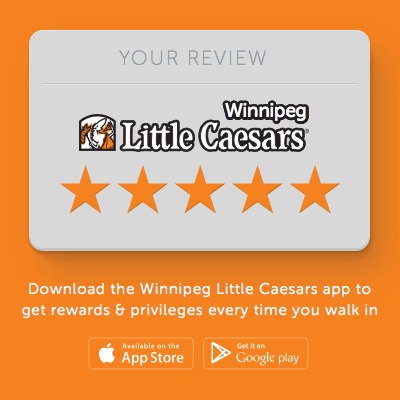 YOUR REVIEW
Winnipeg
Little Caesars®
Download the Winnipeg Little Caesars app to
get rewards & privileges every time you walk in
Available on the
App Store
Get it on
Google play